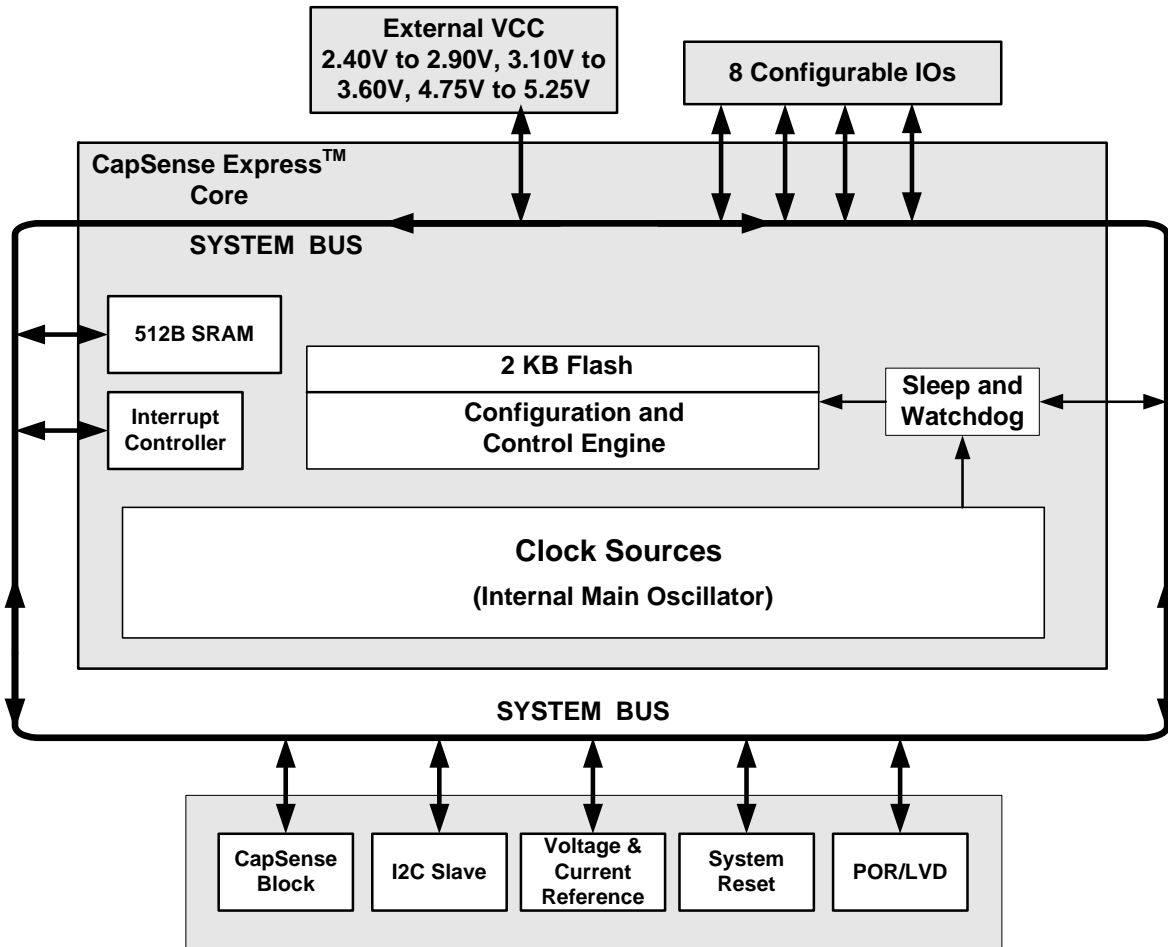 External VCC
2.40V to 2.90V, 3.10V to
3.60V, 4.75V to 5.25V
8 Configurable IOs
CapSense Express™
Core
SYSTEM BUS
512B SRAM
2 KB Flash
Configuration and
Control Engine
Sleep and
Watchdog
Interrupt
Controller
Clock Sources
(Internal Main Oscillator)
SYSTEM BUS
CapSense
Block
I2C Slave
Voltage &
Current
Reference
System
Reset
POR/LVD